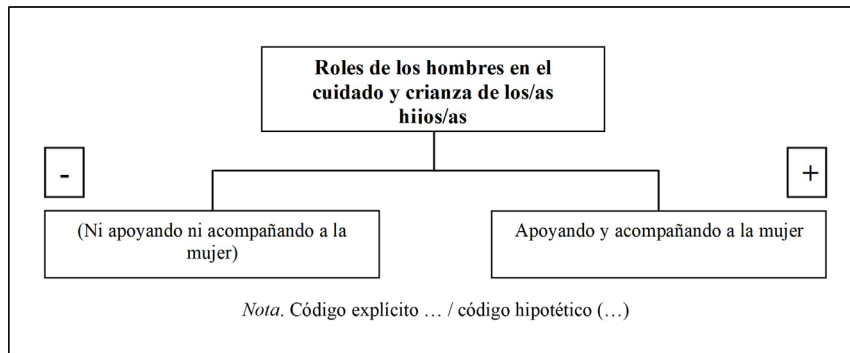 Roles de los hombres en el
cuidado y crianza de los/as
hijos/as
-
+
(Ni apoyando ni acompañando a la
mujer)
Apoyando y acompañando a la mujer
Nota. Código explícito … / código hipotético (…)